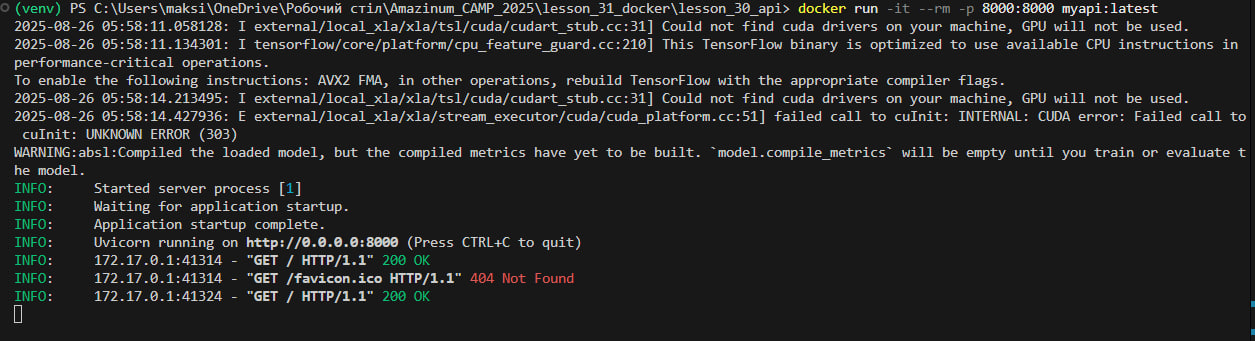 (venv) PS C:\Users\maksi\OneDrive\Робочий стіл\Amazinum_CAMP_2025\lesson_31_docker\lesson_30_api> docker run -it --rm -p 8000:8000 myapi:latest
2025-08-26 05:58:11.058128: I external/local_xla/xla/tsl/cuda/cudart_stub.cc:31] Could not find cuda drivers on your machine, GPU will not be used.
2025-08-26 05:58:11.134301: I tensorflow/core/platform/cpu_feature_guard.cc:210] This TensorFlow binary is optimized to use available CPU instructions in
performance-critical operations.
To enable the following instructions: AVX2 FMA, in other operations, rebuild TensorFlow with the appropriate compiler flags.
2025-08-26 05:58:14.213495: I external/local_xla/xla/tsl/cuda/cudart_stub.cc:31] Could not find cuda drivers on your machine, GPU will not be used.
2025-08-26 05:58:14.427936: E external/local_xla/xla/stream_executor/cuda/cuda_platform.cc:51] failed call to cuInit: INTERNAL: CUDA error: Failed call to
cuInit: UNKNOWN ERROR (303)
WARNING:absl:Compiled the loaded model, but the compiled metrics have yet to be built. `model.compile_metrics` will be empty until you train or evaluate t
he model.
INFO:     Started server process [1]
INFO:     Waiting for application startup.
INFO:     Application startup complete.
INFO:     Uvicorn running on http://0.0.0.0:8000 (Press CTRL+C to quit)
INFO:     172.17.0.1:41314 - "GET / HTTP/1.1" 200 OK
INFO:     172.17.0.1:41314 - "GET /favicon.ico HTTP/1.1" 404 Not Found
INFO:     172.17.0.1:41324 - "GET / HTTP/1.1" 200 OK